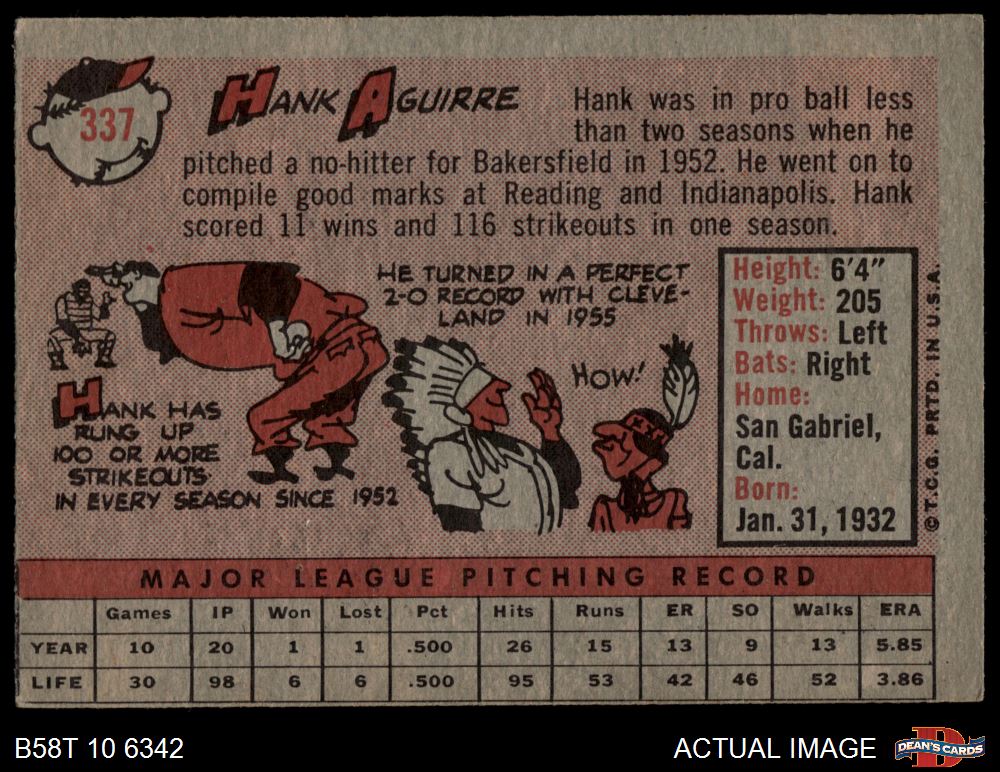 337
HANK AGUIRRE
Hank was in pro ball less
than two seasons when he
pitched a no-hitter for Bakersfield in 1952. He went on to
compile good marks at Reading and Indianapolis. Hank
scored 11 wins and 116 strikeouts in one season.
HANK HAS
RUNG UP
100 OR MORE
STRIKEOUTS
IN EVERY SEASON SINCE 1952
HE TURNED IN A PERFECT
2-0 RECORD WITH CLEVE-
LAND IN 1955
HOW!
Height: 6'4"
Weight: 205
Throws: Left
Bats: Right
Home:
San Gabriel,
Cal.
Born:
Jan. 31, 1932
© T.C.G. PRTD. IN U.S.A.
MAJOR LEAGUE PITCHING RECORD
Games IP Won Lost Pct Hits Runs ER SO Walks ERA
YEAR 10 20 1 1 .500 26 15 13 9 13 5.85
LIFE 30 98 6 6 .500 95 53 42 46 52 3.86
B58T 10 6342
ACTUAL IMAGE
D
DEAN'S CARDS